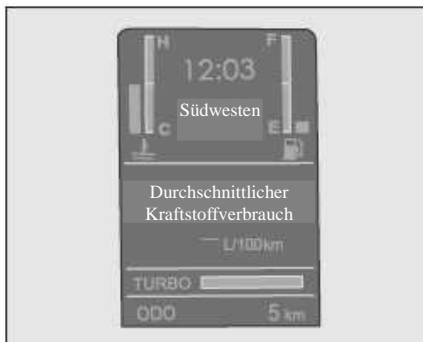 H F
12:03
Südwesten
C E
Durchschnittlicher
Kraftstoffverbrauch
— L/100km
TURBO
ODO 5 km